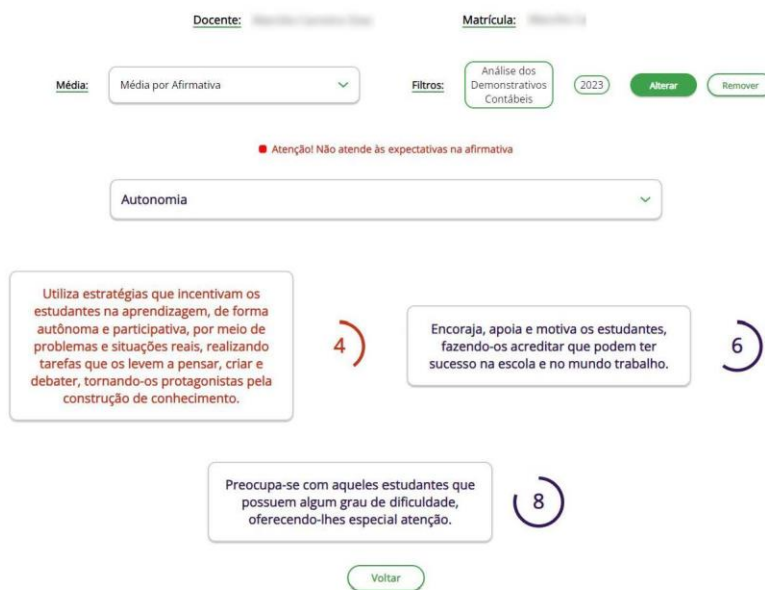 Docente: Matrícula:
Média: Média por Afirmativa Filtros: Análise dos Demonstrativos Contábeis 2023 Alterar Remover
Atenção! Não atende às expectativas na afirmativa
Autonomia
Utiliza estratégias que incentivam os
estudantes na aprendizagem, de forma
autônoma e participativa, por meio de
problemas e situações reais, realizando
tarefas que os levem a pensar, criar e
debater, tornando-os protagonistas pela
construção de conhecimento.
4
Encoraja, apoia e motiva os estudantes,
fazendo-os acreditar que podem ter
sucesso na escola e no mundo trabalho.
6
Preocupa-se com aqueles estudantes que
possuem algum grau de dificuldade,
oferecendo-lhes especial atenção.
8
Voltar